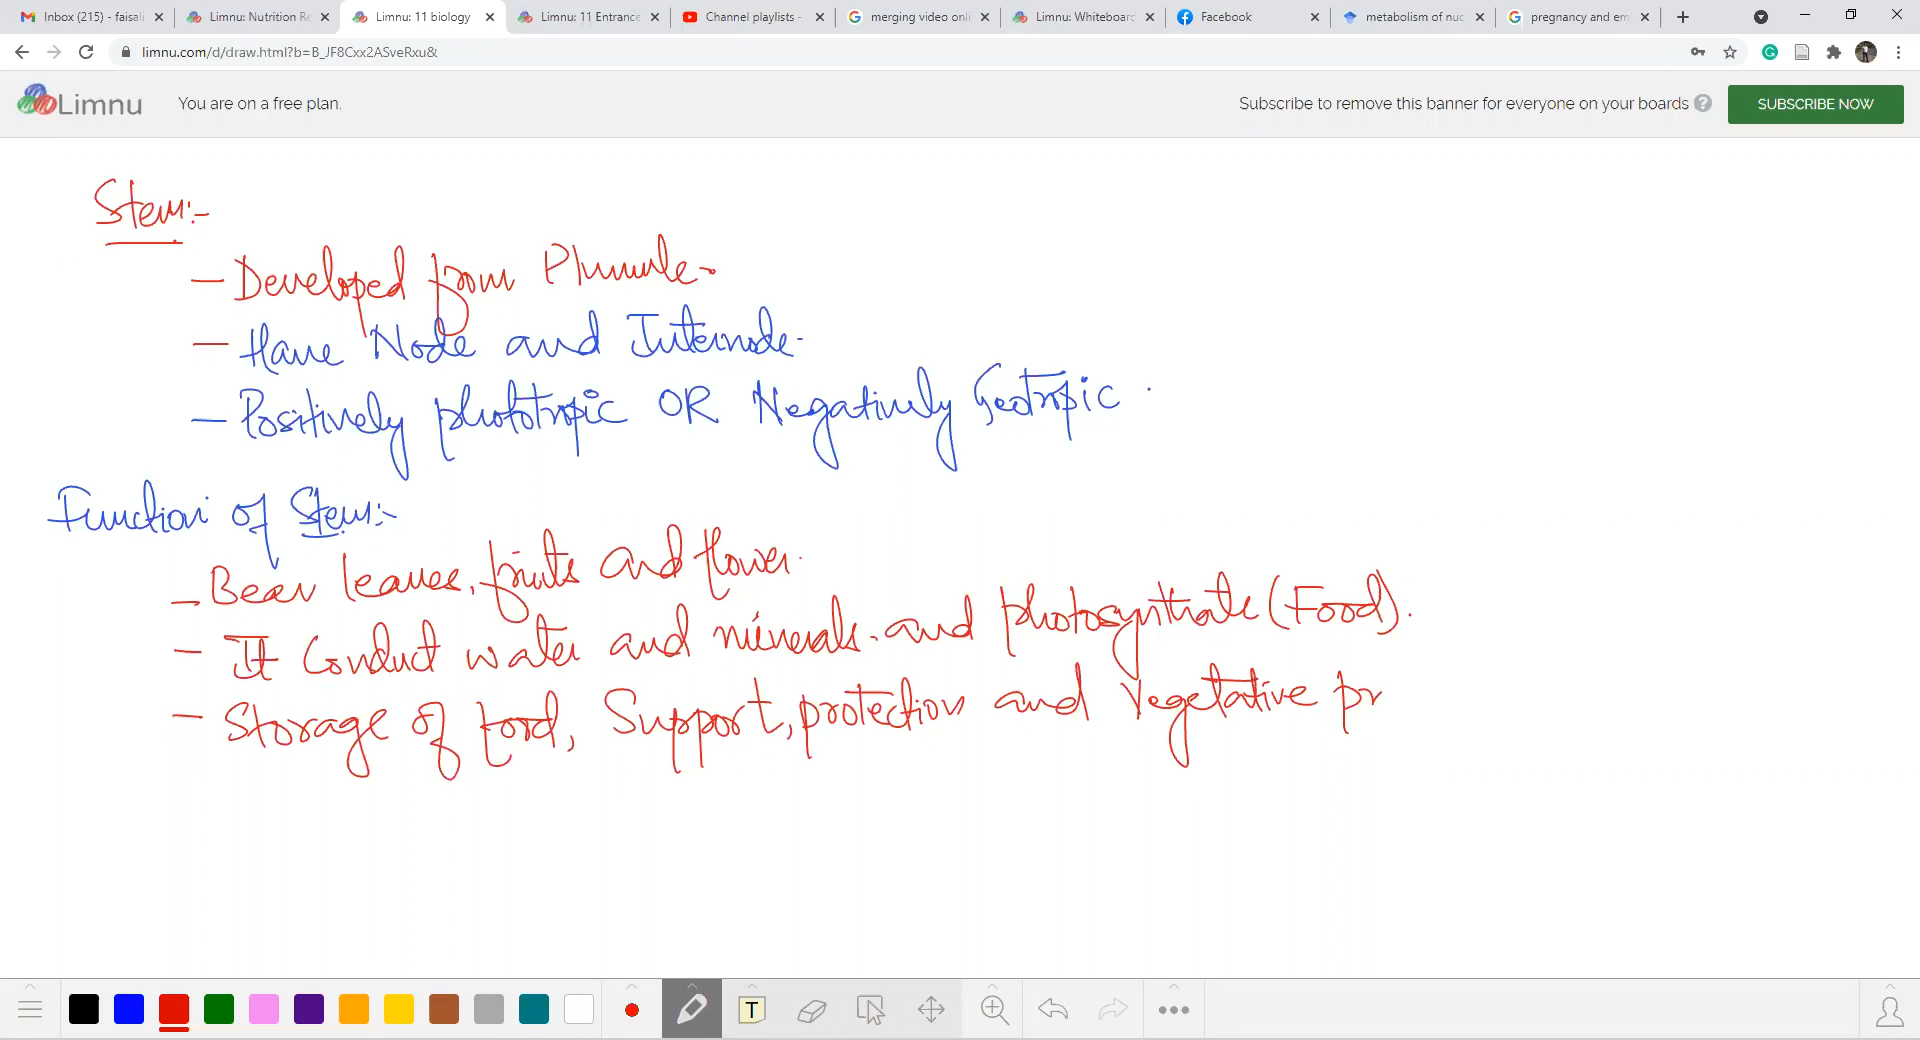 Inbox (215) - faisali
Limnu: Nutrition Re
Limnu: 11 biology
Limnu: 11 Entrance
Channel playlists -
merging video onli
Limnu: Whiteboard
Facebook
metabolism of nuc
pregnancy and em
limnu.com/d/draw.html?b=B_JF8Cxx2ASveRxu&
Limnu
You are on a free plan.
Subscribe to remove this banner for everyone on your boards ?
SUBSCRIBE NOW
Stem:-
- Developed from Plumule.
- Have Node and Internode.
- Positively phototropic OR Negatively Geotropic.
Function of Stem:-
- Bear leaves, fruits and flower.
- It Conduct water and minerals. and photosynthate (Food).
- Storage of food, Support, protection and Vegetative pr
T